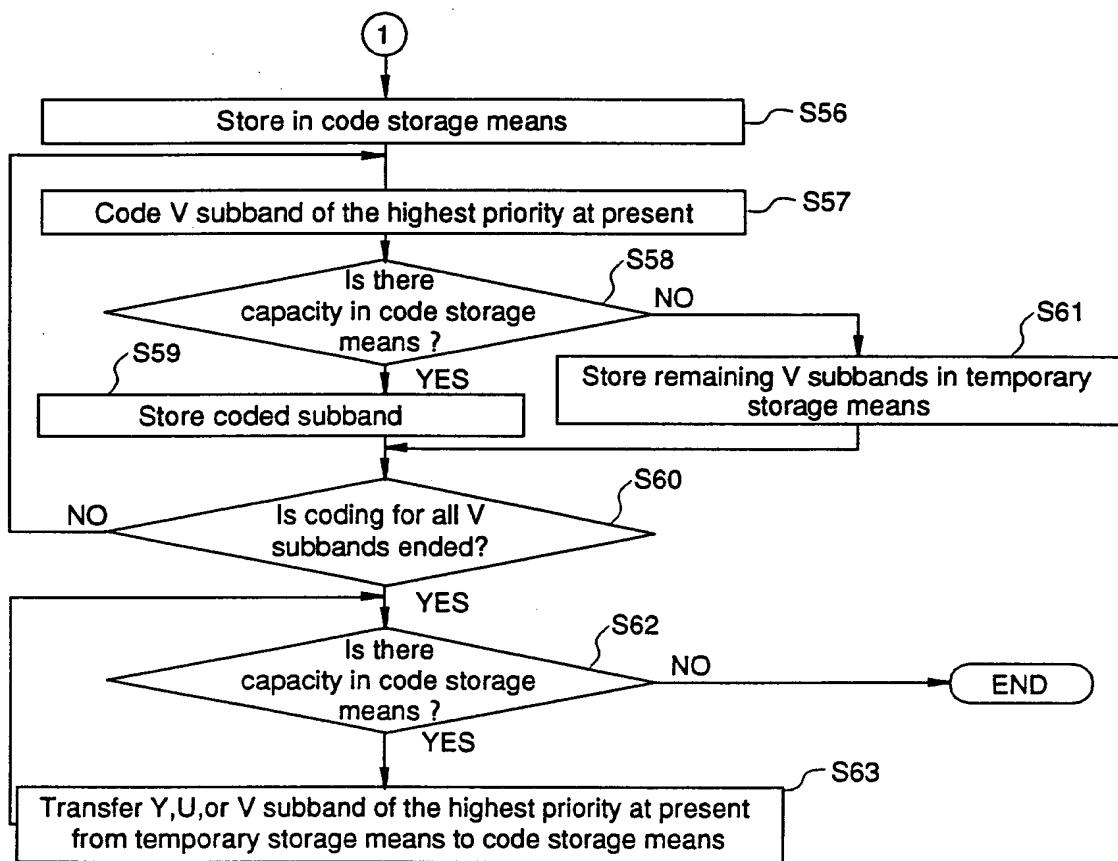 1
Store in code storage means
S56
Code V subband of the highest priority at present
S57
Is there
capacity in code storage
means ?
S58
NO
YES
S59
Store coded subband
S61
Store remaining V subbands in temporary
storage means
S60
Is coding for all V
subbands ended?
NO
YES
S62
Is there
capacity in code storage
means ?
NO
END
YES
S63
Transfer Y,U,or V subband of the highest priority at present
from temporary storage means to code storage means